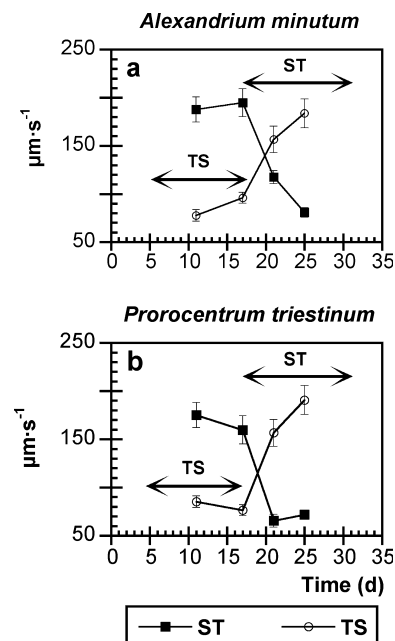 Alexandrium minutum
250
a
ST
µm·s⁻¹
150
TS
50
0 5 10 15 20 25 30 35
Prorocentrum triestinum
250
b
ST
µm·s⁻¹
150
TS
50
0 5 10 15 20 25 30 35
Time (d)
ST TS